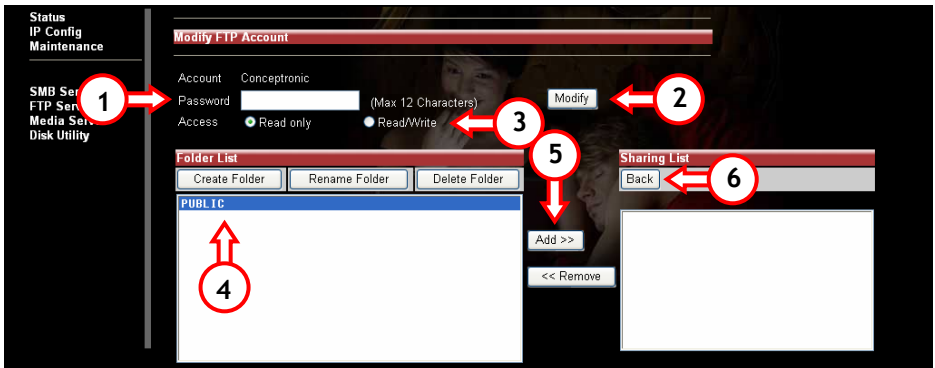 Status
IP Config
Maintenance
SMB Ser
FTP Serv
Media Serv
Disk Utility
Modify FTP Account
Account Conceptronic
Password (Max 12 Characters) Modify
Access Read only Read/Write
1
2
3
5
Folder List
Create Folder Rename Folder Delete Folder
PUBLIC
4
Add >>
<< Remove
Sharing List
Back
6